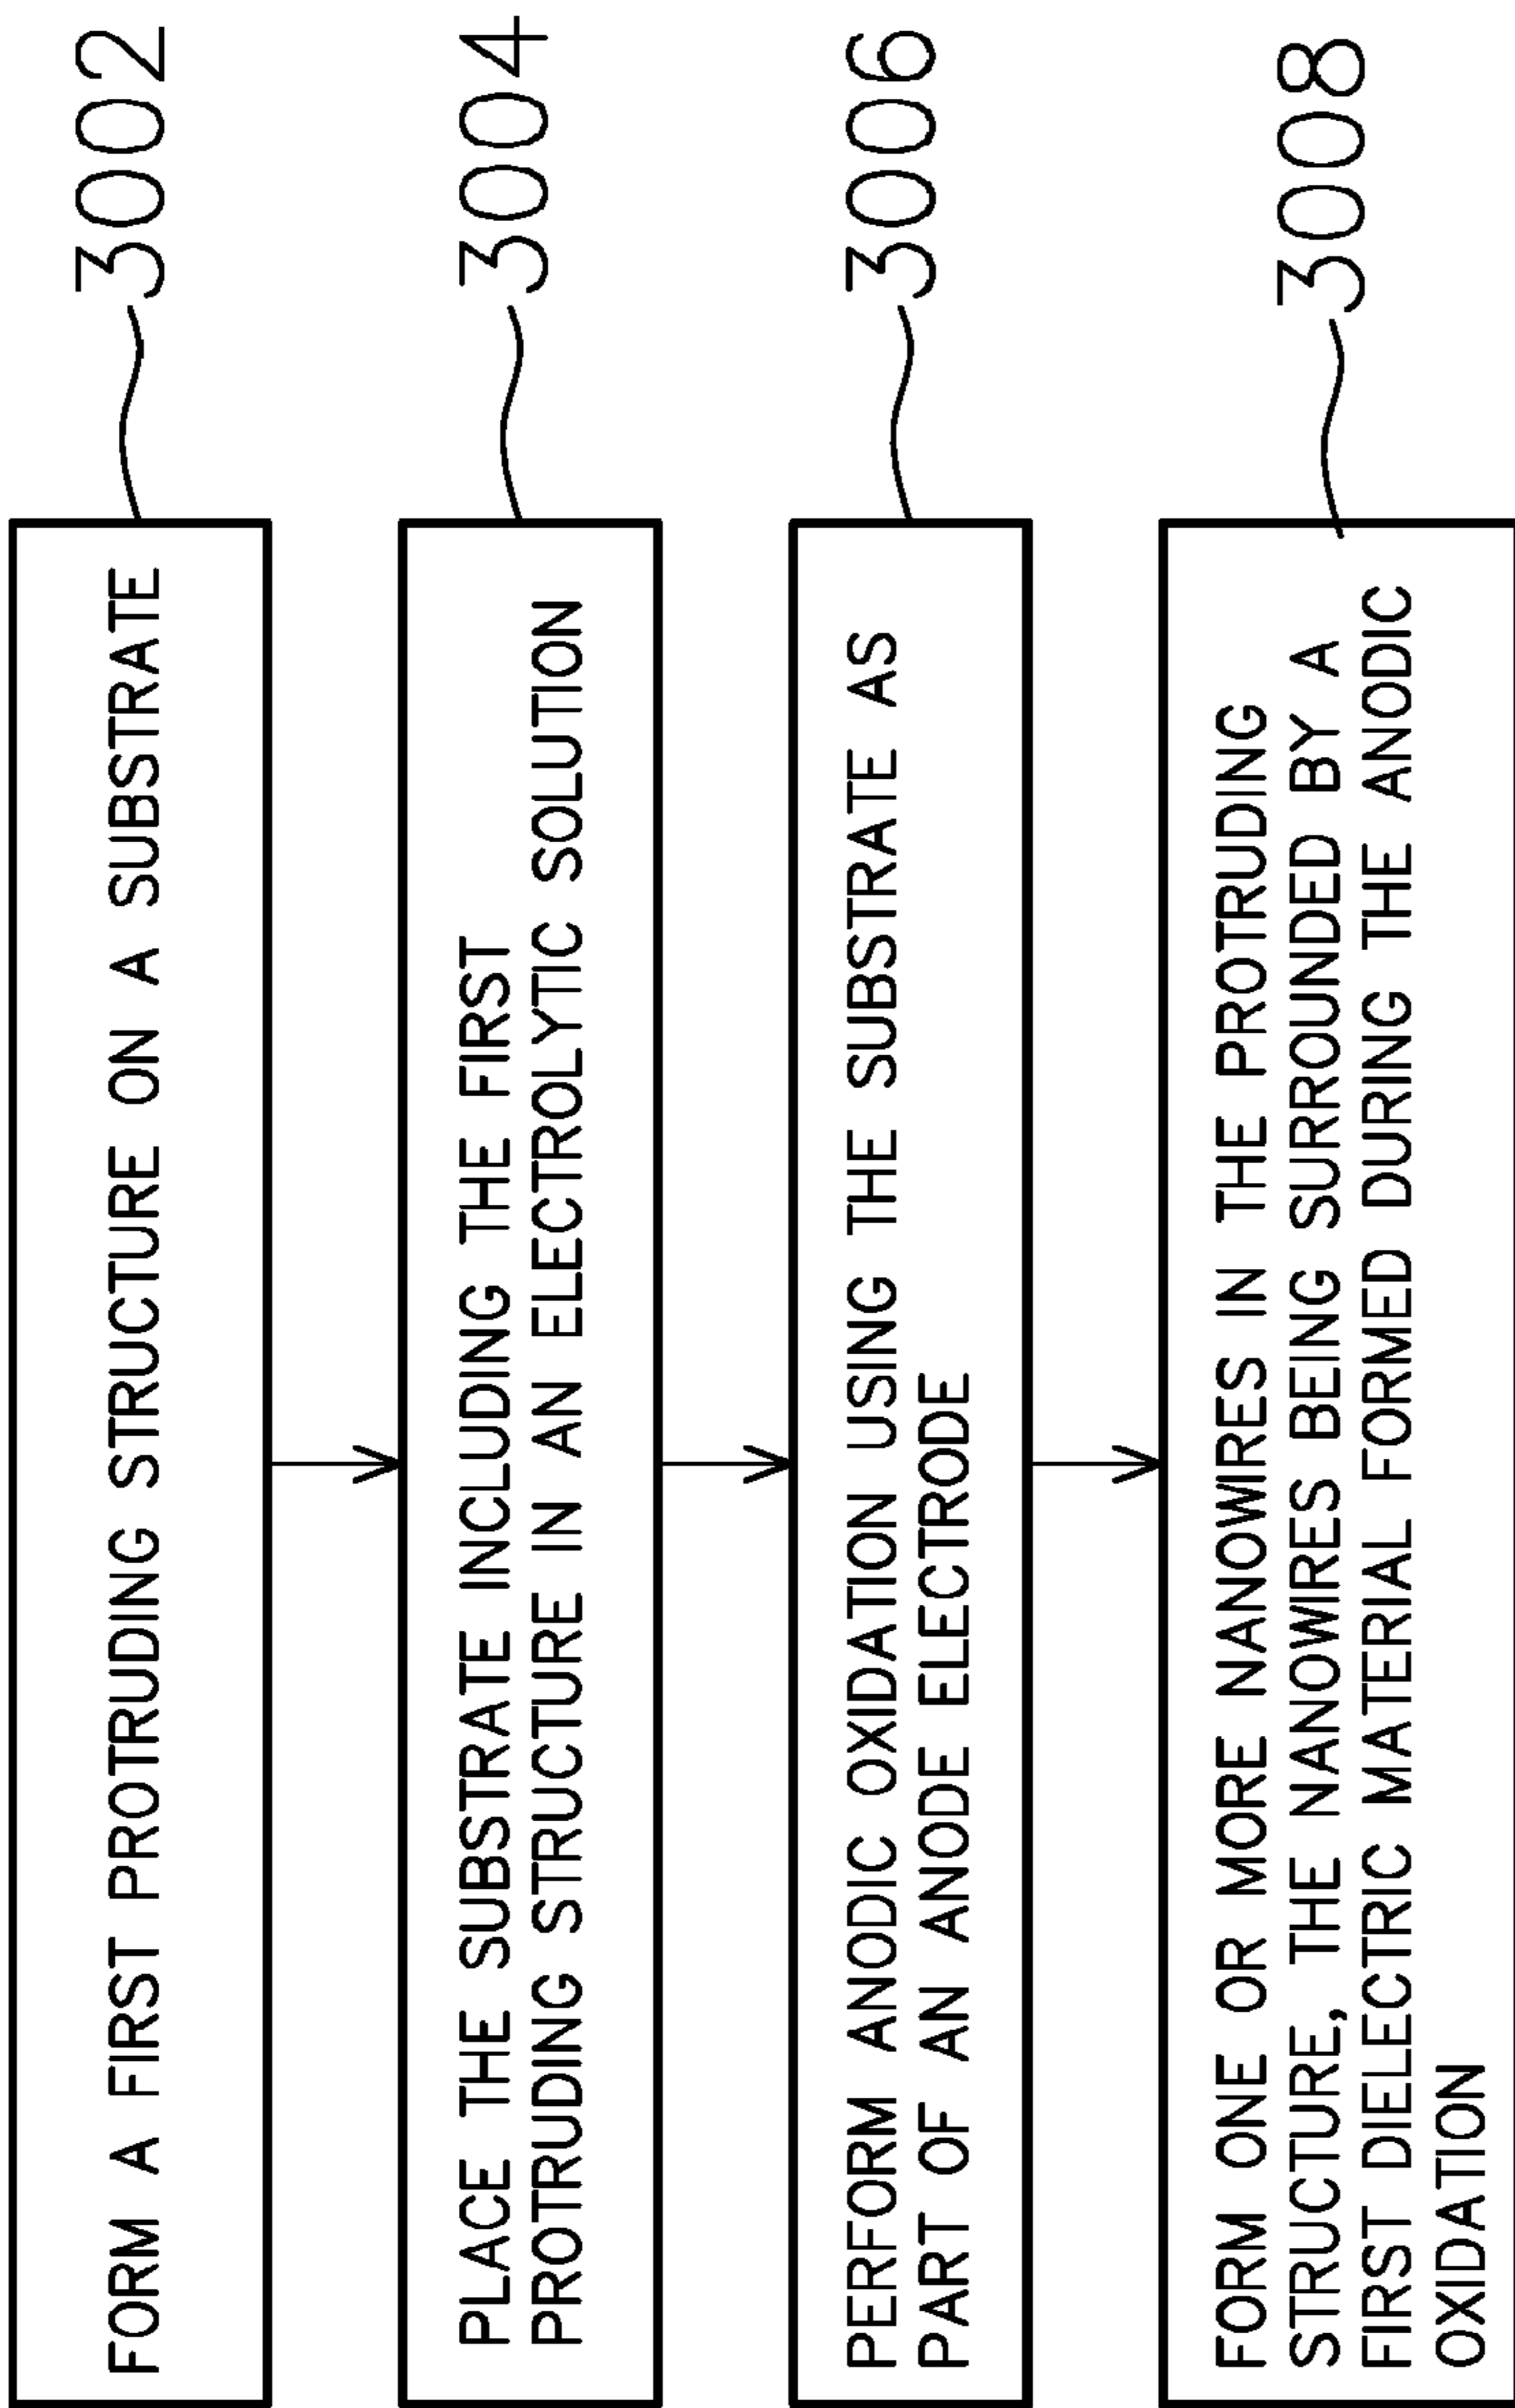 FORM A FIRST PROTRUDING STRUCTURE ON A SUBSTRATE
3002
PLACE THE SUBSTRATE INCLUDING THE FIRST
PROTRUDING STRUCTURE IN AN ELECTROLYTIC SOLUTION
3004
PERFORM ANODIC OXIDATION USING THE SUBSTRATE AS
PART OF AN ANODE ELECTRODE
3006
FORM ONE OR MORE NANOWIRES IN THE PROTRUDING
STRUCTURE, THE NANOWIRES BEING SURROUNDED BY A
FIRST DIELECTRIC MATERIAL FORMED DURING THE ANODIC
OXIDATION
3008